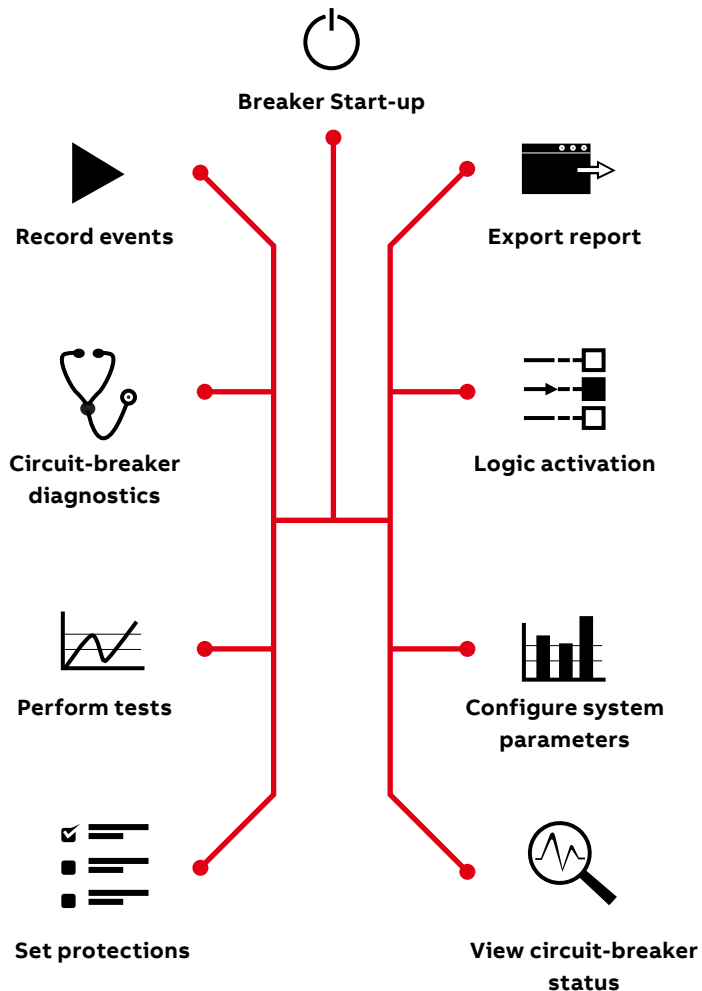 Breaker Start-up
Record events
Export report
Circuit-breaker
diagnostics
Logic activation
Perform tests
Configure system
parameters
Set protections
View circuit-breaker
status